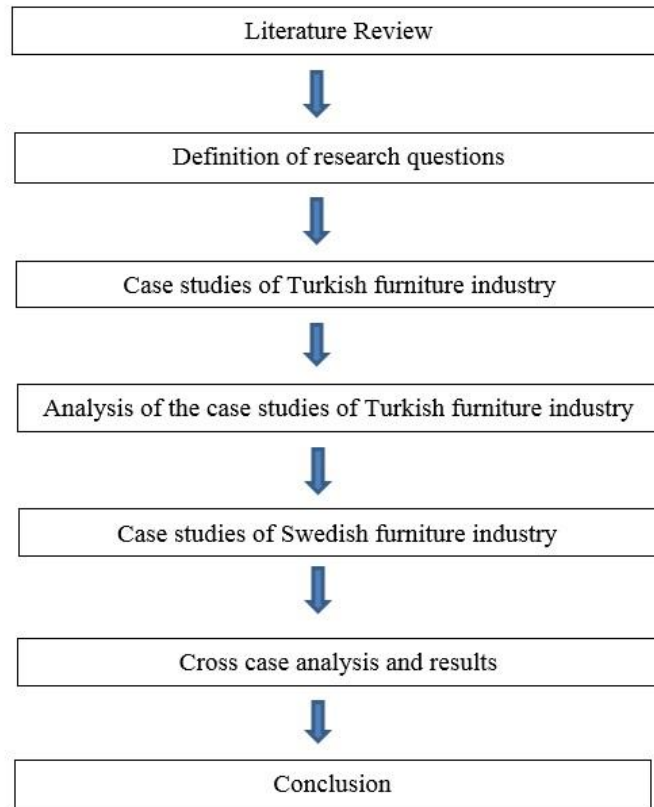 Literature Review
Definition of research questions
Case studies of Turkish furniture industry
Analysis of the case studies of Turkish furniture industry
Case studies of Swedish furniture industry
Cross case analysis and results
Conclusion